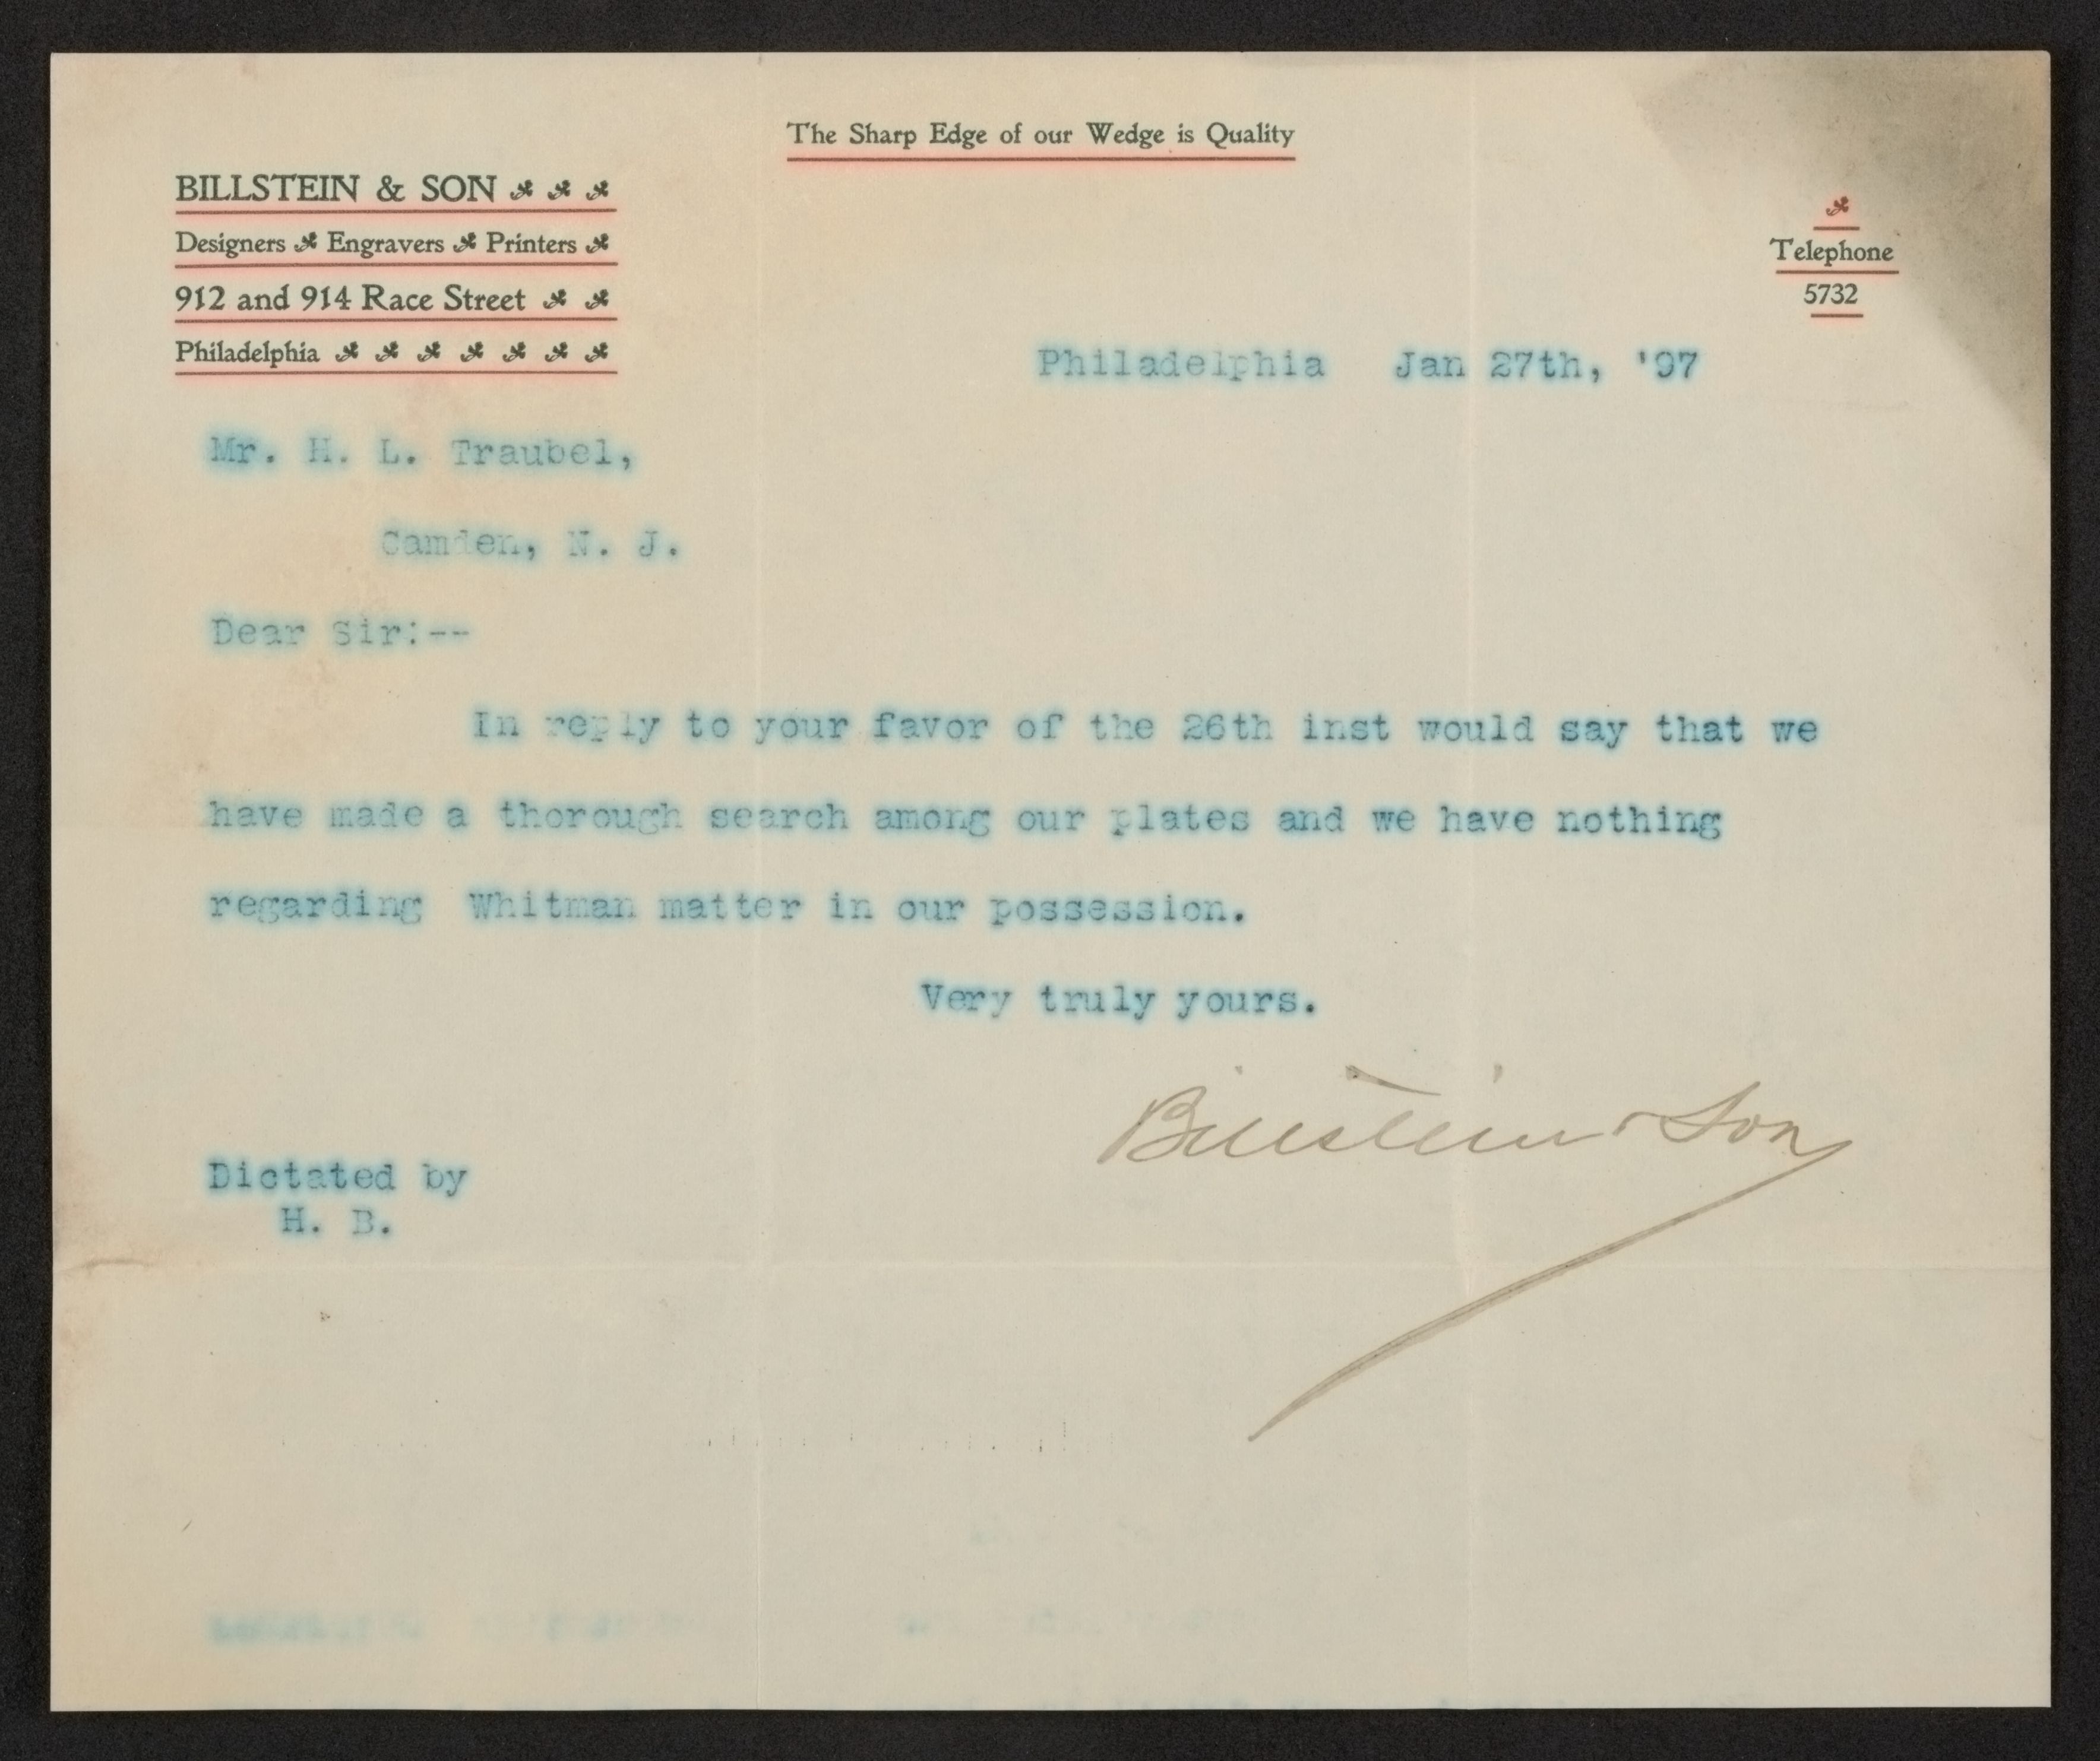 The Sharp Edge of our Wedge is Quality
BILLSTEIN & SON
Designers Engravers Printers
912 and 914 Race Street
Philadelphia
Telephone
5732
Philadelphia Jan 27th, '97
Mr. H. L. Traubel,
Camden, N. J.
Dear Sir:--
In reply to your favor of the 26th inst would say that we
have made a thorough search among our plates and we have nothing
regarding Whitman matter in our possession.
Very truly yours.
Billstein & Son
Dictated by
H. B.